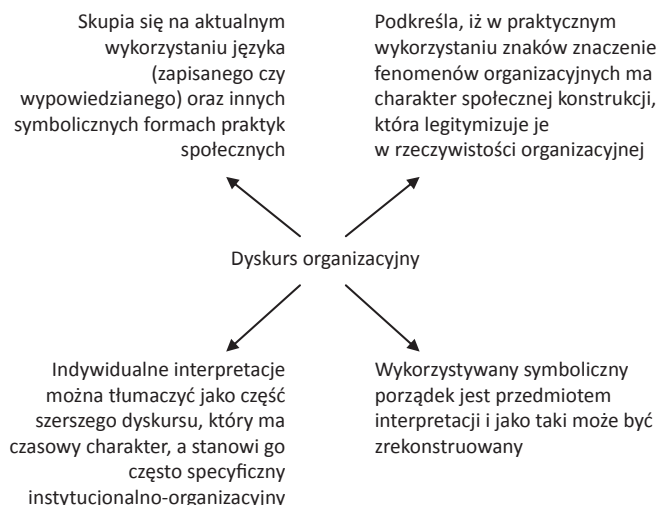 Skupia się na aktualnym
wykorzystaniu języka
(zapisanego czy
wypowiedzianego) oraz innych
symbolicznych formach praktyk
społecznych
Podkreśla, iż w praktycznym
wykorzystaniu znaków znaczenie
fenomenów organizacyjnych ma
charakter społecznej konstrukcji,
która legitymizuje je
w rzeczywistości organizacyjnej
Dyskurs organizacyjny
Indywidualne interpretacje
można tłumaczyć jako część
szerszego dyskursu, który ma
czasowy charakter, a stanowi go
często specyficzny
instytucjonalno-organizacyjny
Wykorzystywany symboliczny
porządek jest przedmiotem
interpretacji i jako taki może być
zrekonstruowany